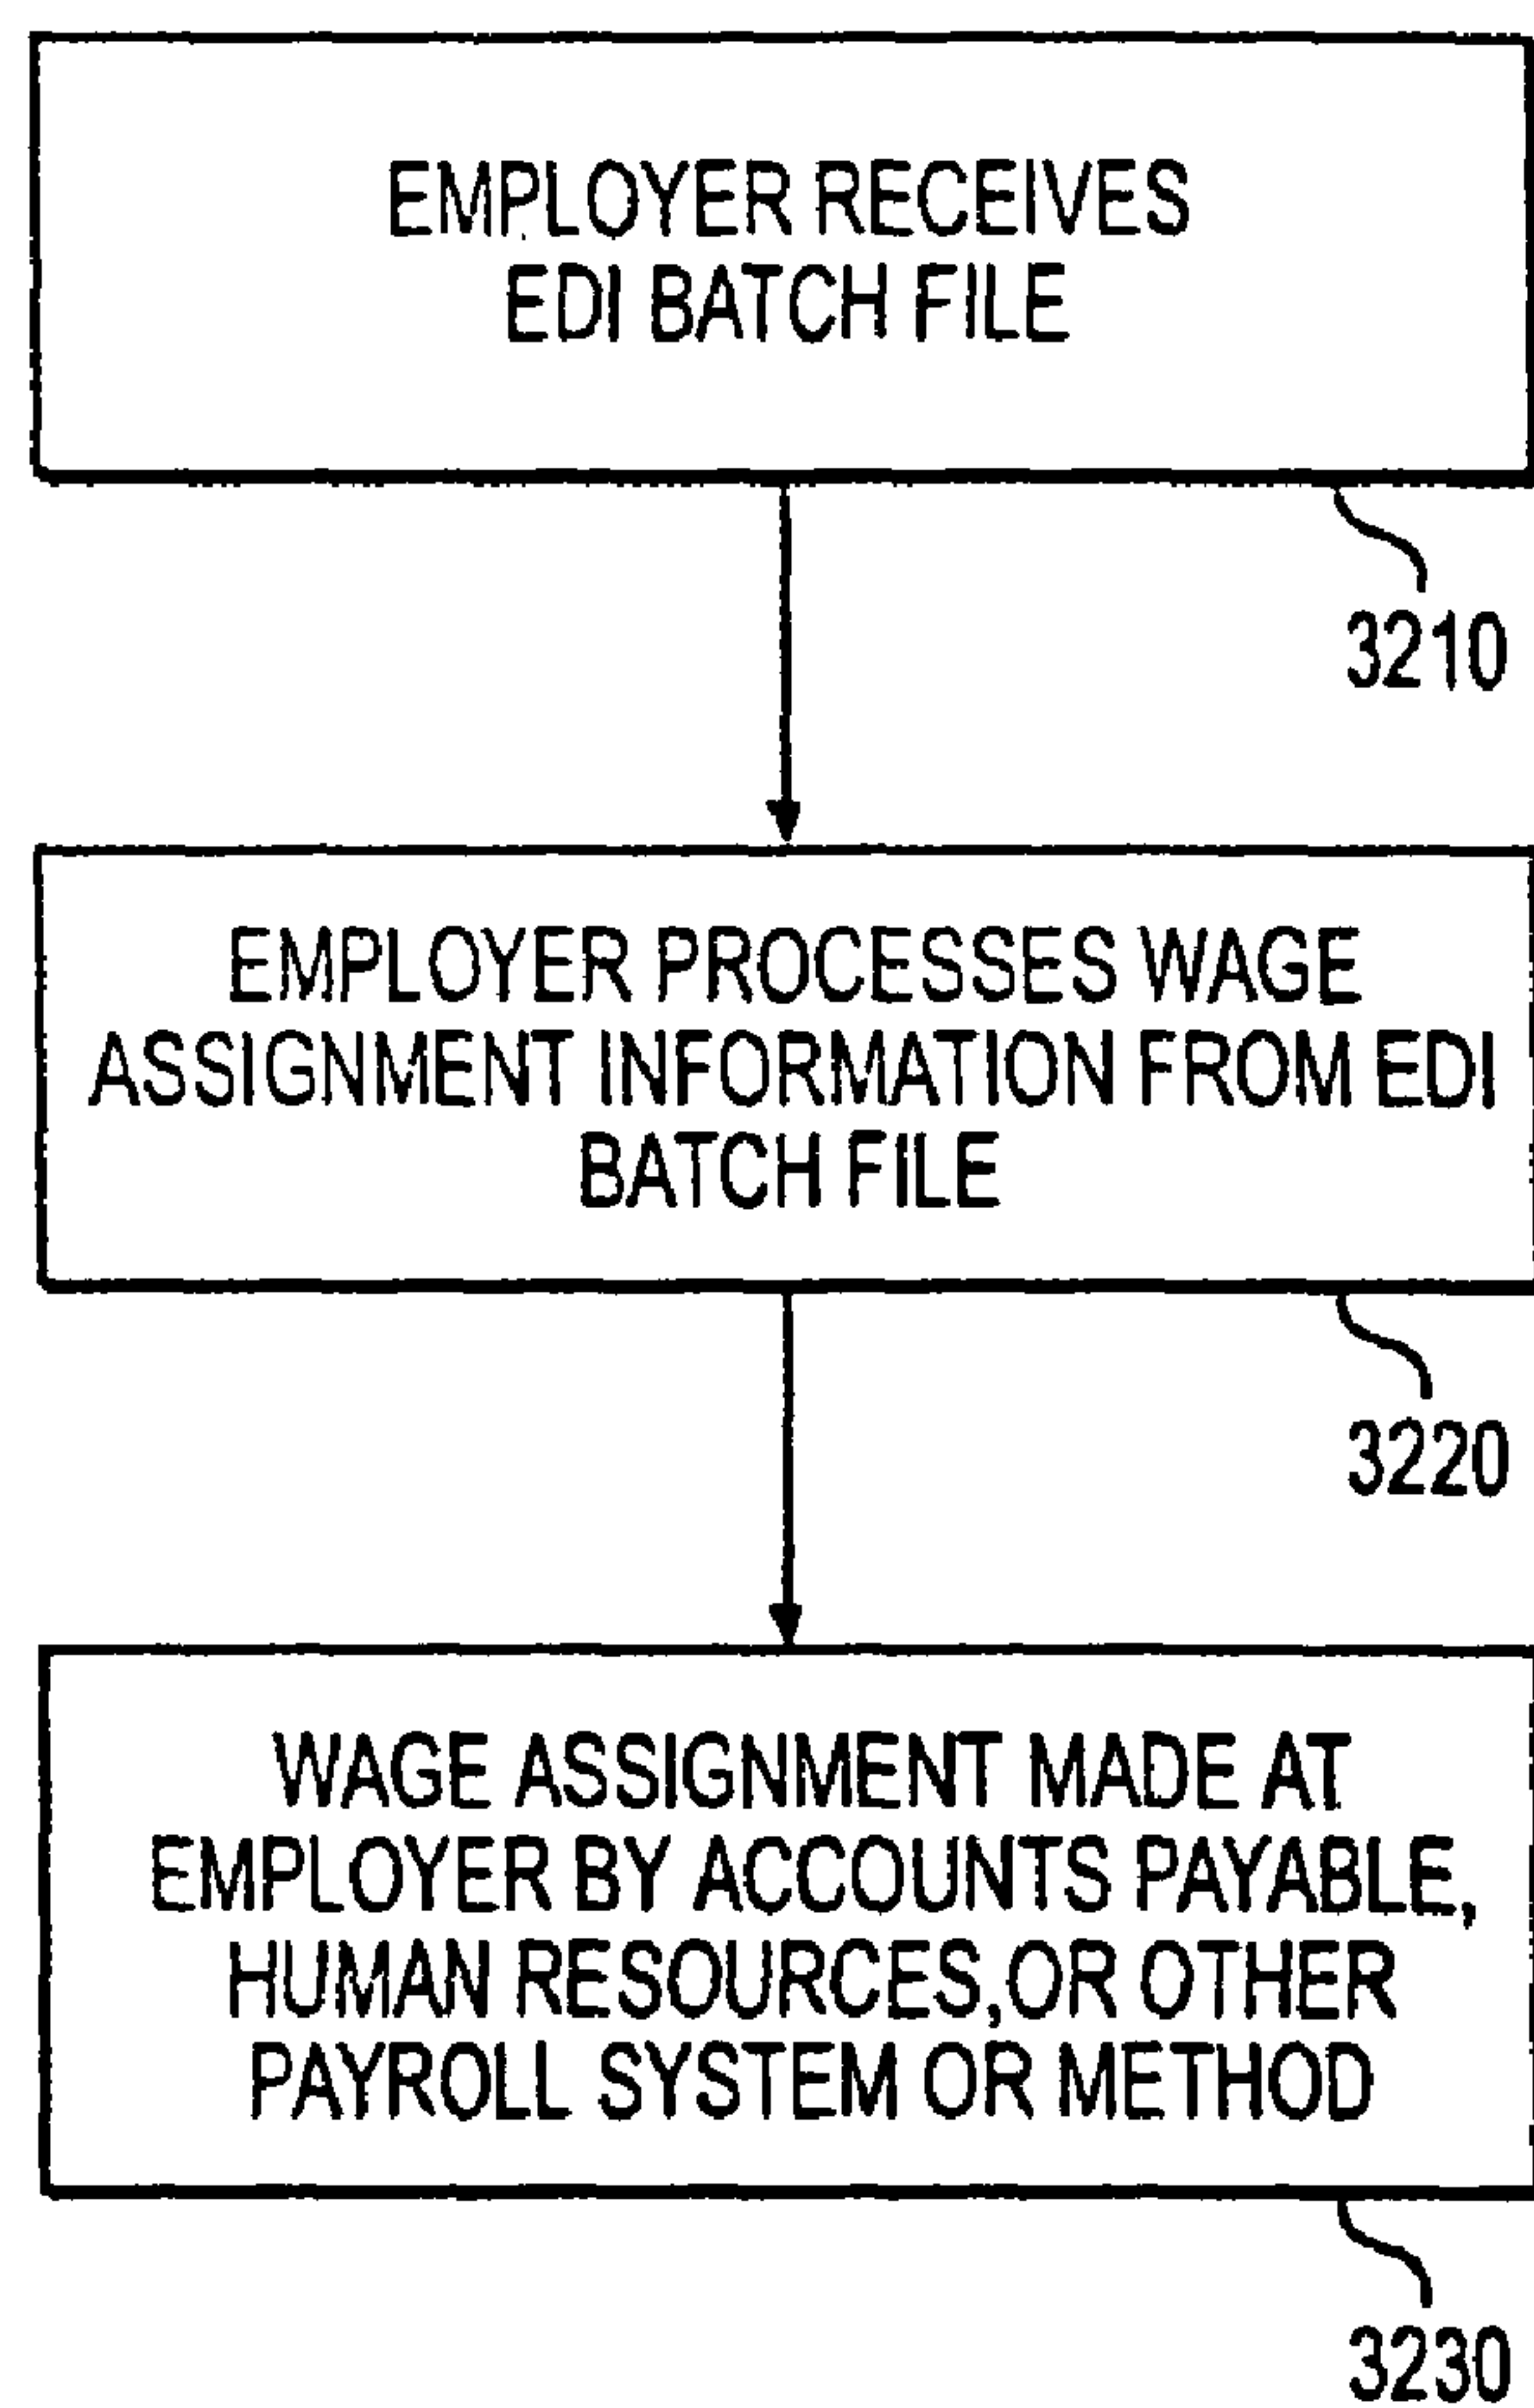 EMPLOYER RECEIVES
EDI BATCH FILE
3210
EMPLOYER PROCESSES WAGE
ASSIGNMENT INFORMATION FROM EDI
BATCH FILE
3220
WAGE ASSIGNMENT MADE AT
EMPLOYER BY ACCOUNTS PAYABLE,
HUMAN RESOURCES,OR OTHER
PAYROLL SYSTEM OR METHOD
3230